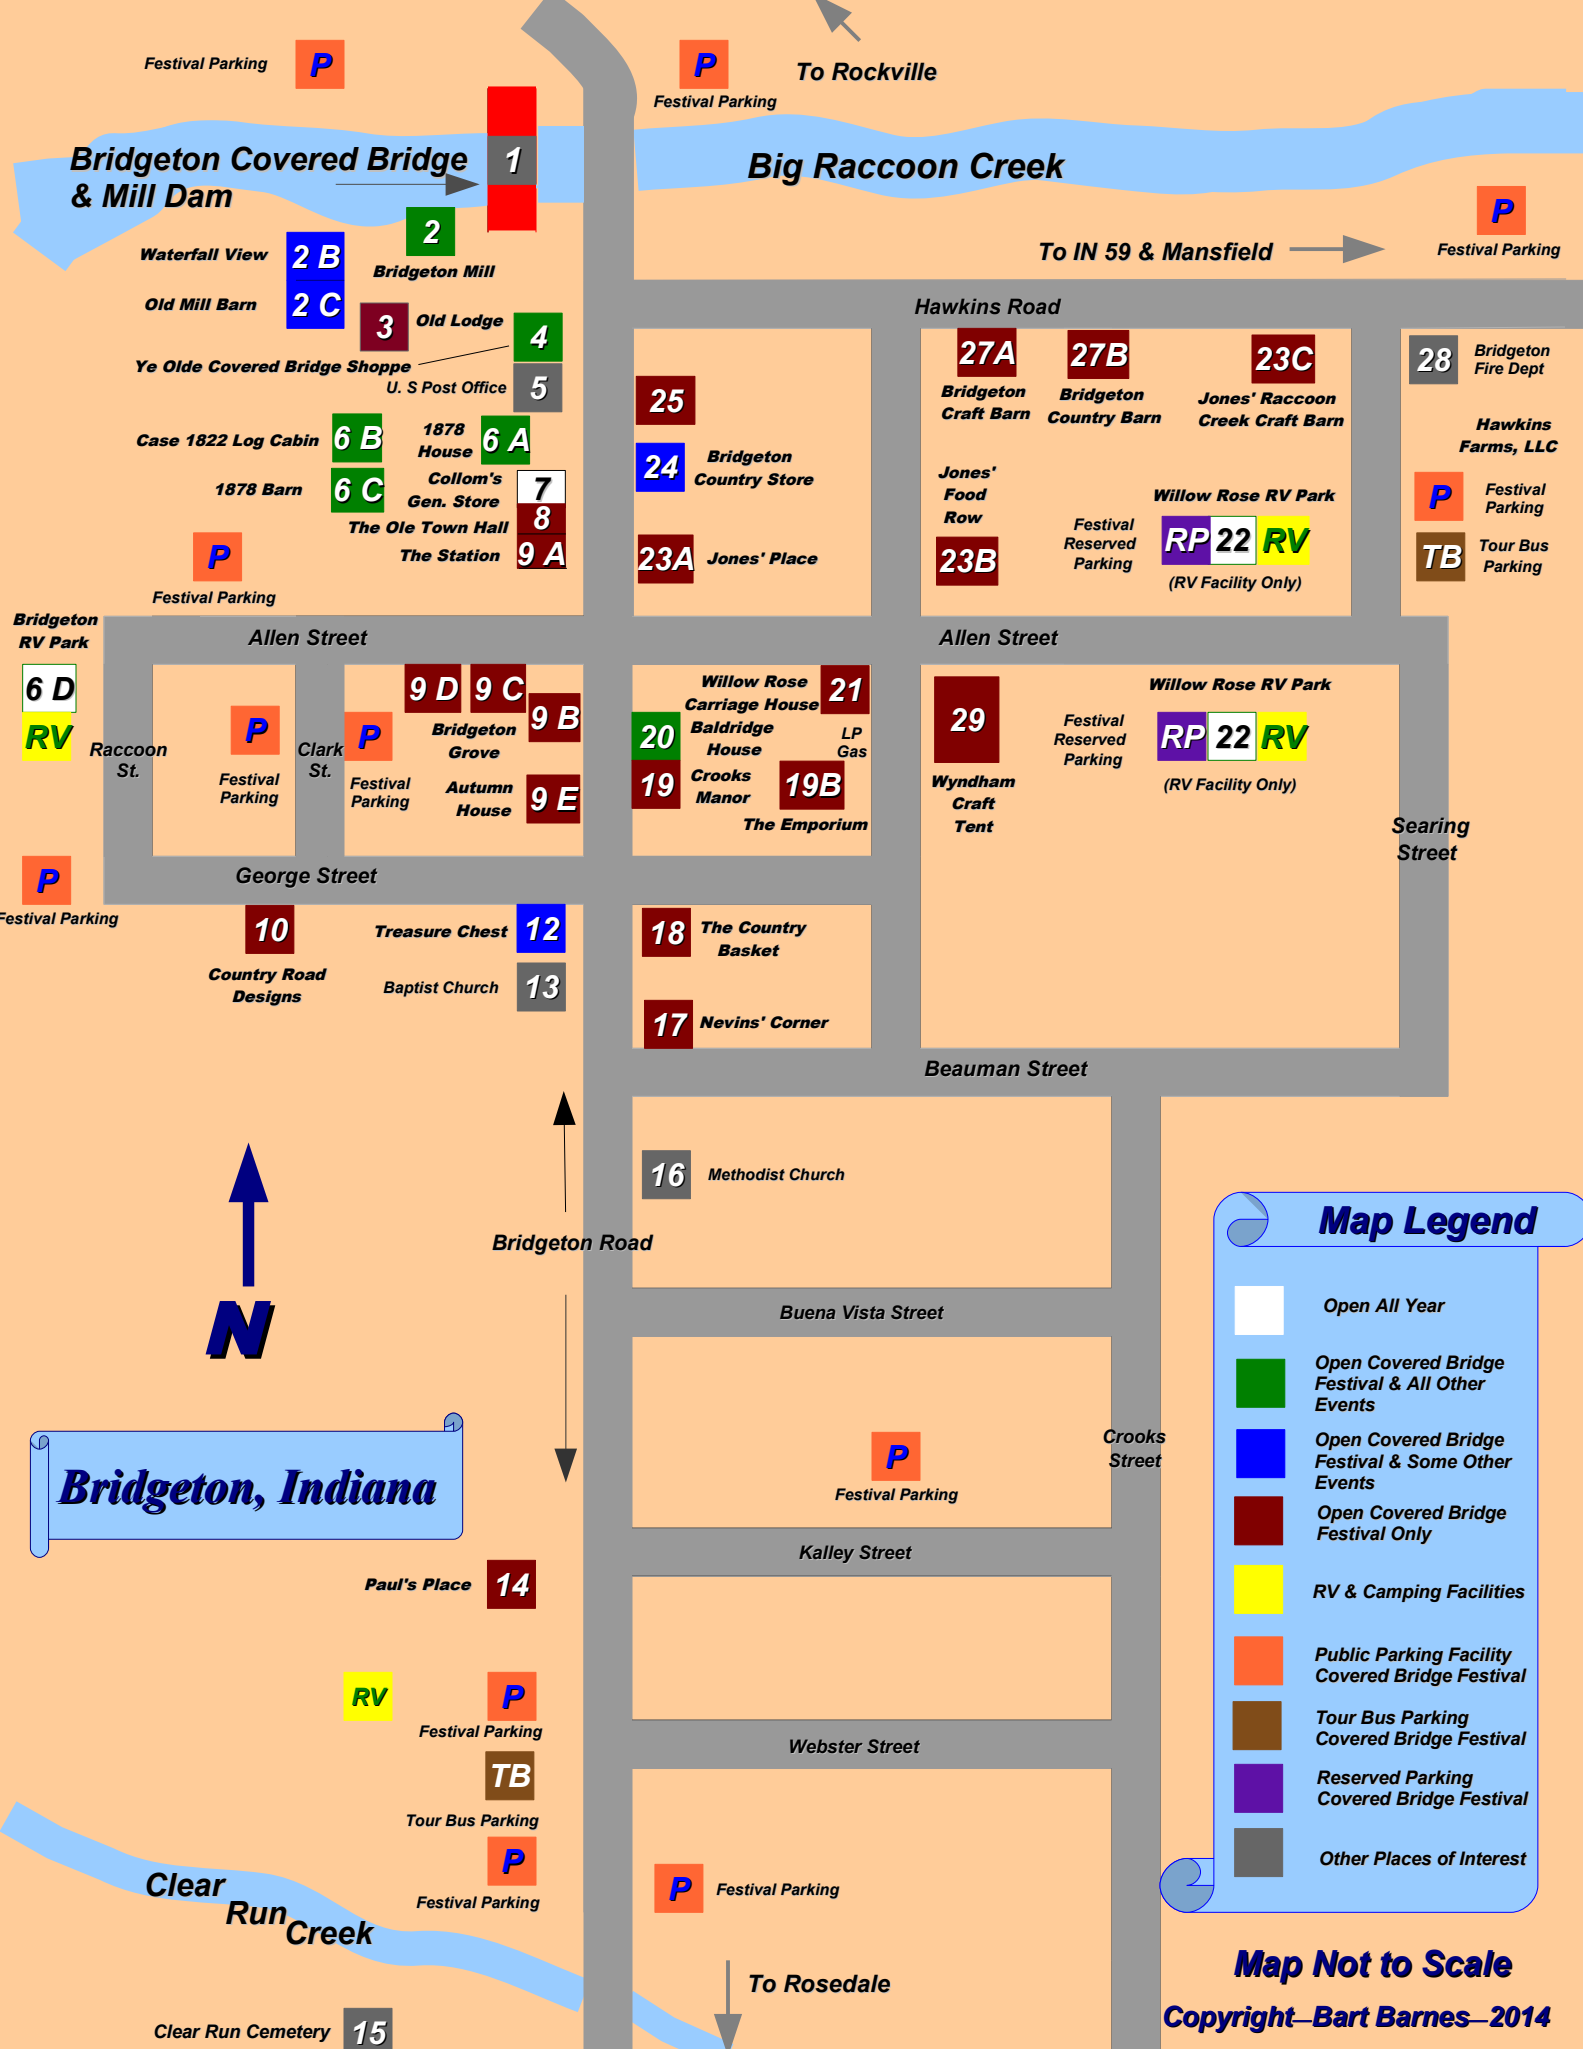 Festival Parking
P
P
Festival Parking
To Rockville
Bridgeton Covered Bridge
& Mill Dam
1
Big Raccoon Creek
P
Festival Parking
To IN 59 & Mansfield
2
Bridgeton Mill
Waterfall View
2 B
Old Mill Barn
2 C
3
Old Lodge
4
Ye Olde Covered Bridge Shoppe
U. S Post Office
5
Hawkins Road
27A
Bridgeton
Craft Barn
27B
Bridgeton
Country Barn
23C
Jones' Raccoon
Creek Craft Barn
28
Bridgeton
Fire Dept
Hawkins
Farms, LLC
P
Festival
Parking
TB
Tour Bus
Parking
25
24
Bridgeton
Country Store
23A
Jones' Place
Case 1822 Log Cabin
6 B
1878
House
6 A
1878 Barn
6 C
Collom's
Gen. Store
7
The Ole Town Hall
8
The Station
9 A
P
Festival Parking
Jones'
Food
Row
23B
Willow Rose RV Park
Festival
Reserved
Parking
RP
22
RV
(RV Facility Only)
Bridgeton
RV Park
6 D
RV
Allen Street
Allen Street
Raccoon
St.
P
Festival
Parking
Clark
St.
P
Festival
Parking
9 D
9 C
9 B
Bridgeton
Grove
Autumn
House
9 E
Willow Rose
Carriage House
21
20
Baldridge
House
LP
Gas
19
Crooks
Manor
19B
The Emporium
29
Wyndham
Craft
Tent
Willow Rose RV Park
Festival
Reserved
Parking
RP
22
RV
(RV Facility Only)
Searing
Street
P
Festival Parking
George Street
10
Country Road
Designs
Treasure Chest
12
Baptist Church
13
18
The Country
Basket
17
Nevins' Corner
Beauman Street
16
Methodist Church
N
Bridgeton Road
Buena Vista Street
P
Festival Parking
Crooks
Street
Bridgeton, Indiana
Kalley Street
Paul's Place
14
RV
P
Festival Parking
TB
Tour Bus Parking
P
Festival Parking
Webster Street
P
Festival Parking
Clear
Run
Creek
To Rosedale
Clear Run Cemetery
15
Map Legend
Open All Year
Open Covered Bridge
Festival & All Other
Events
Open Covered Bridge
Festival & Some Other
Events
Open Covered Bridge
Festival Only
RV & Camping Facilities
Public Parking Facility
Covered Bridge Festival
Tour Bus Parking
Covered Bridge Festival
Reserved Parking
Covered Bridge Festival
Other Places of Interest
Map Not to Scale
Copyright—Bart Barnes—2014